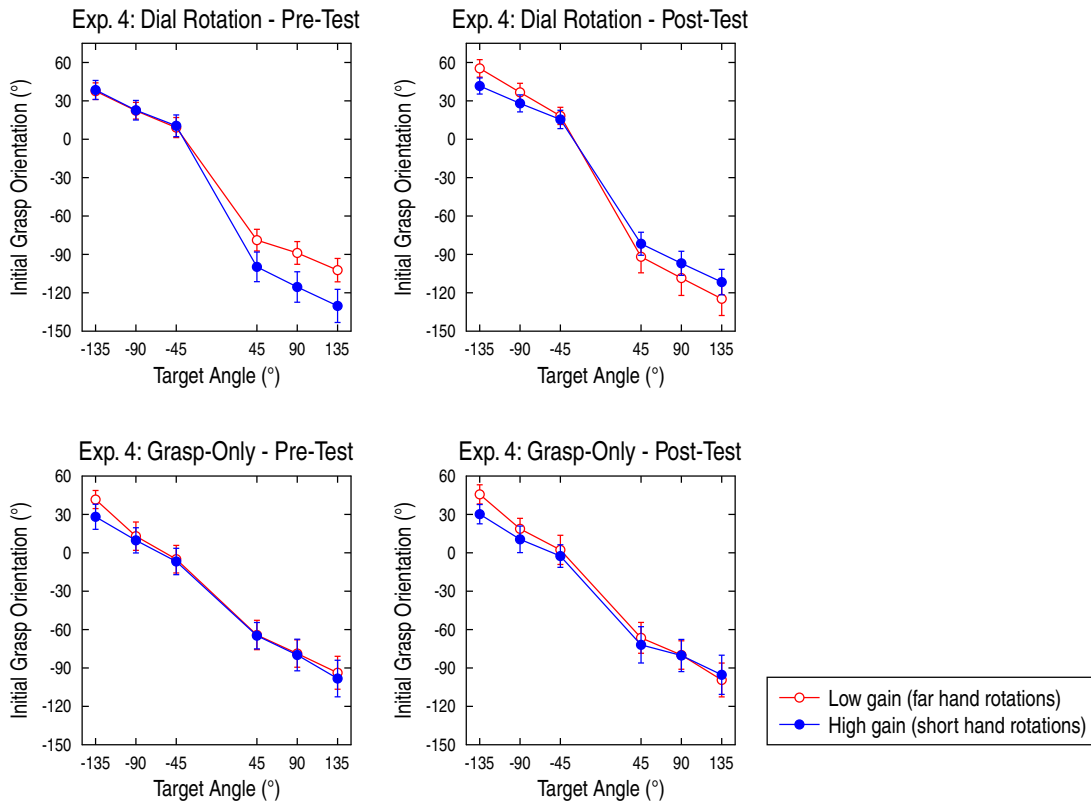 Exp. 4: Dial Rotation - Pre-Test
60
30
0
-30
-60
-90
-120
-150
Initial Grasp Orientation (°)
-135 -90 -45 45 90 135
Target Angle (°)
Exp. 4: Dial Rotation - Post-Test
60
30
0
-30
-60
-90
-120
-150
Initial Grasp Orientation (°)
-135 -90 -45 45 90 135
Target Angle (°)
Exp. 4: Grasp-Only - Pre-Test
60
30
0
-30
-60
-90
-120
-150
Initial Grasp Orientation (°)
-135 -90 -45 45 90 135
Target Angle (°)
Exp. 4: Grasp-Only - Post-Test
60
30
0
-30
-60
-90
-120
-150
Initial Grasp Orientation (°)
-135 -90 -45 45 90 135
Target Angle (°)
Low gain (far hand rotations)
High gain (short hand rotations)